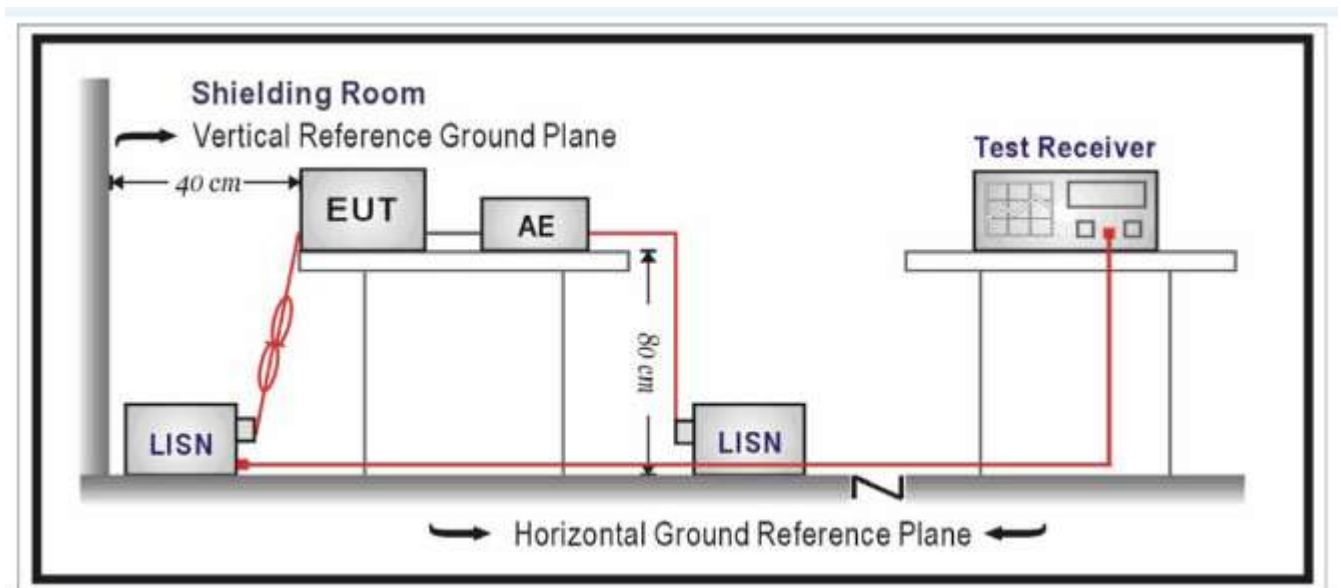 Shielding Room
Vertical Reference Ground Plane
Test Receiver
40 cm
EUT
AE
80 cm
LISN
LISN
Horizontal Ground Reference Plane